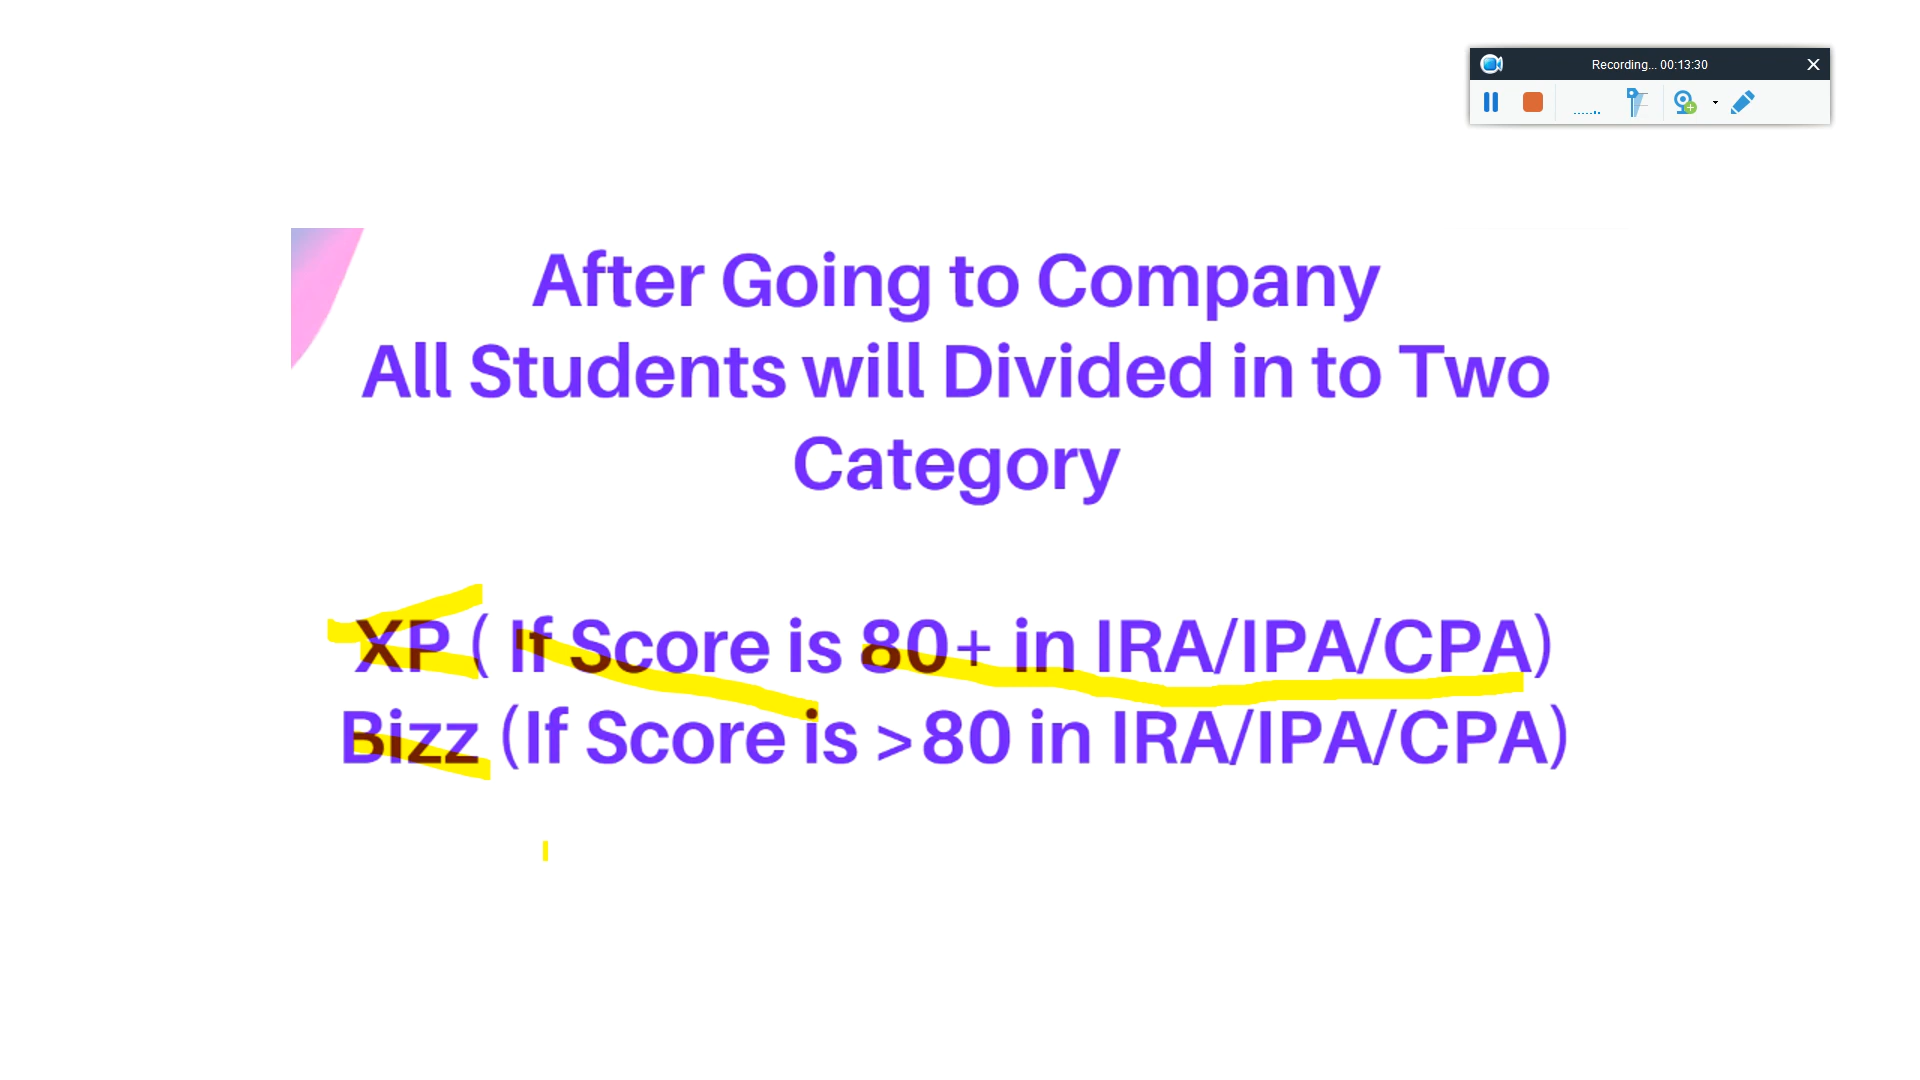 Recording... 00:13:30
After Going to Company
All Students will Divided in to Two
Category
XP ( If Score is 80+ in IRA/IPA/CPA)
Bizz (If Score is >80 in IRA/IPA/CPA)